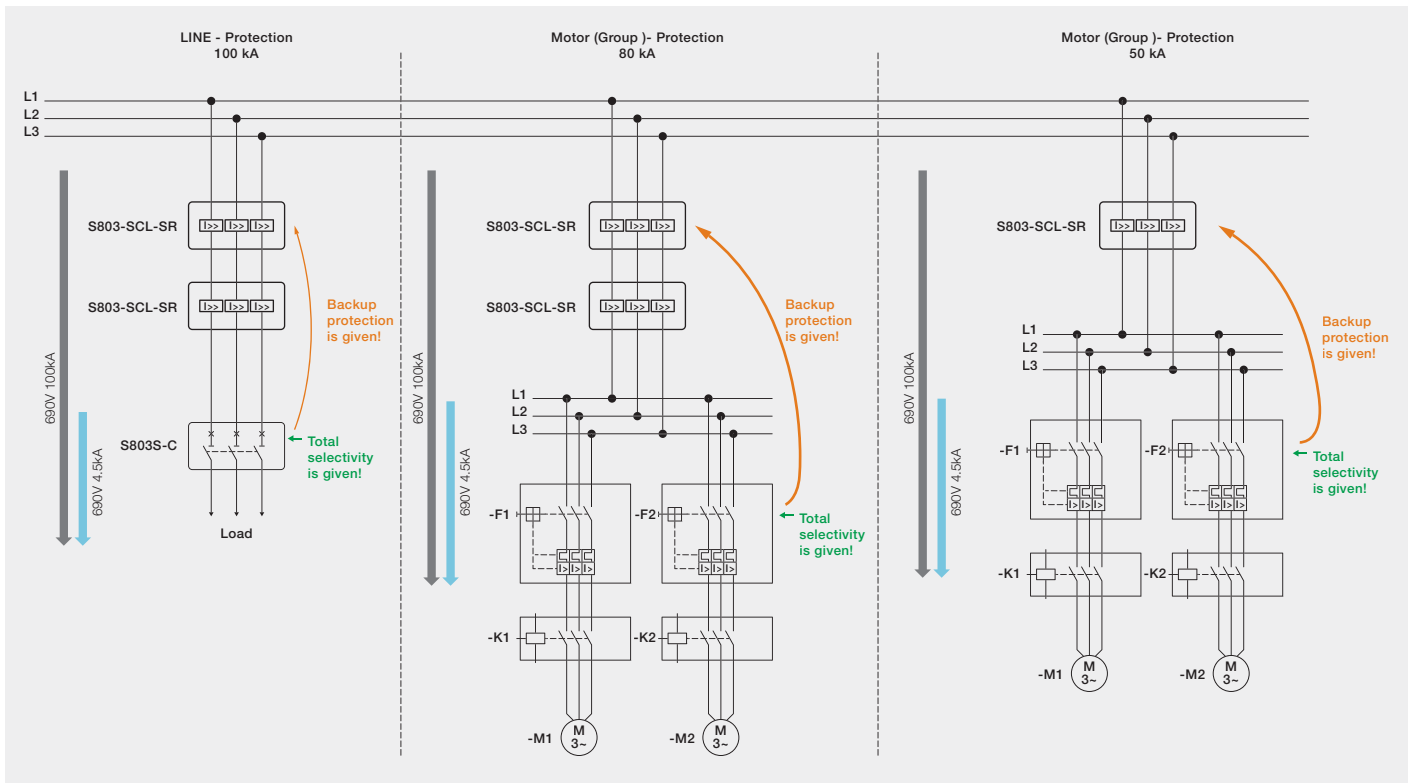 LINE - Protection
100 kA
Motor (Group )- Protection
80 kA
Motor (Group )- Protection
50 kA
L1
L2
L3
S803-SCL-SR
I>> I>> I>>
S803-SCL-SR
I>> I>> I>>
Backup
protection
is given!
690V 100kA
690V 4.5kA
S803S-C
Total
selectivity
is given!
Load
S803-SCL-SR
I>> I>> I>>
S803-SCL-SR
I>> I>> I>>
Backup
protection
is given!
690V 100kA
690V 4.5kA
L1
L2
L3
-F1
I> I> I>
-F2
I> I> I>
Total
selectivity
is given!
-K1
-K2
-M1
M
3~
-M2
M
3~
S803-SCL-SR
I>> I>> I>>
Backup
protection
is given!
690V 100kA
690V 4.5kA
L1
L2
L3
-F1
I> I> I>
-F2
I> I> I>
Total
selectivity
is given!
-K1
-K2
-M1
M
3~
-M2
M
3~